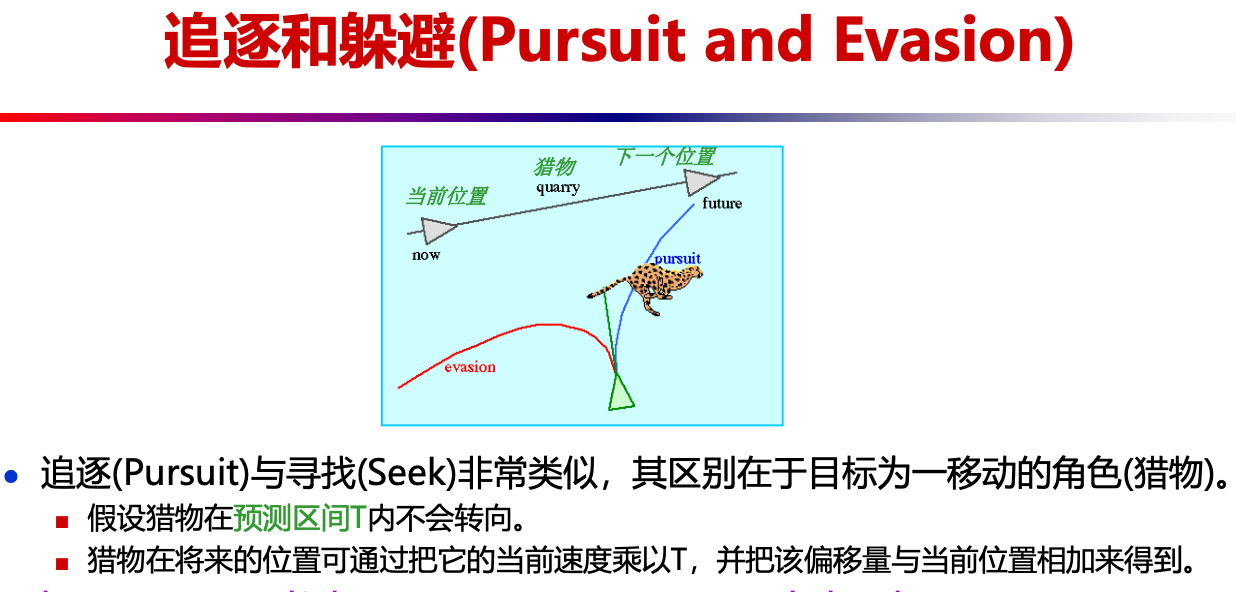 追逐和躲避(Pursuit and Evasion)
下一个位置
猎物
quarry
当前位置
future
now
pursuit
evasion
追逐(Pursuit)与寻找(Seek)非常类似，其区别在于目标为一移动的角色(猎物)。
假设猎物在预测区间T内不会转向。
猎物在将来的位置可通过把它的当前速度乘以T，并把该偏移量与当前位置相加来得到。